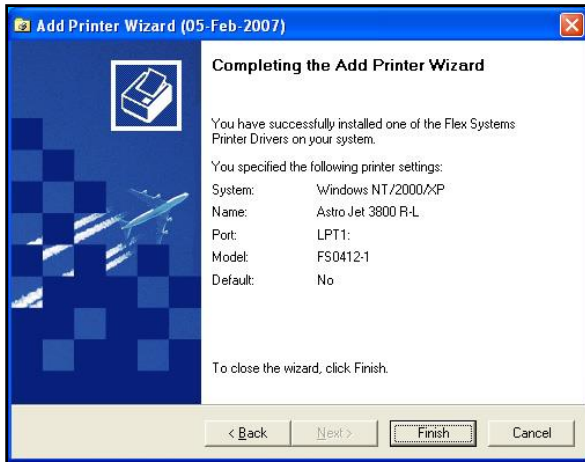 Add Printer Wizard (05-Feb-2007)
Completing the Add Printer Wizard
You have successfully installed one of the Flex Systems
Printer Drivers on your system.
You specified the following printer settings:
System: Windows NT/2000/XP
Name: Astro Jet 3800 R-L
Port: LPT1:
Model: FS0412-1
Default: No
To close the wizard, click Finish.
< Back Next > Finish Cancel